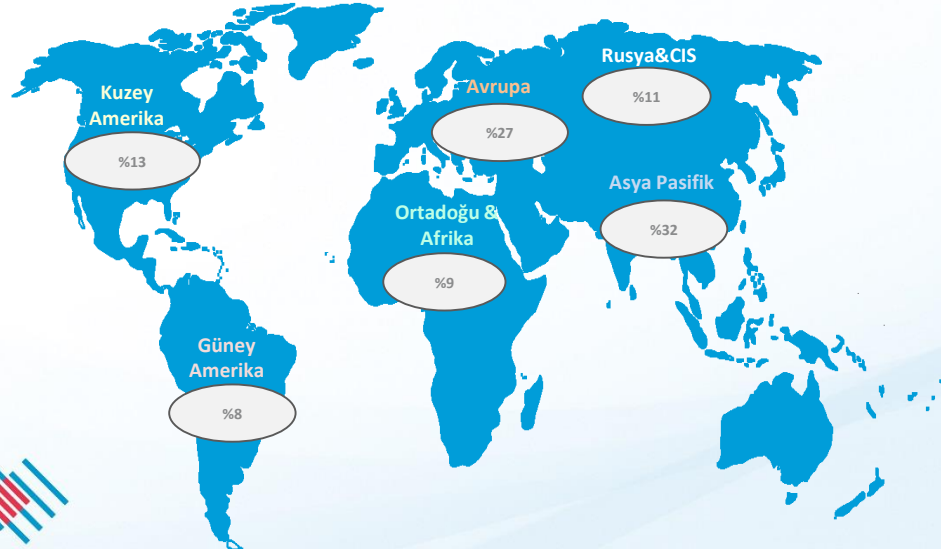 Kuzey
Amerika
%13
Avrupa
%27
Rusya&CIS
%11
Asya Pasifik
%32
Ortadoğu &
Afrika
%9
Güney
Amerika
%8